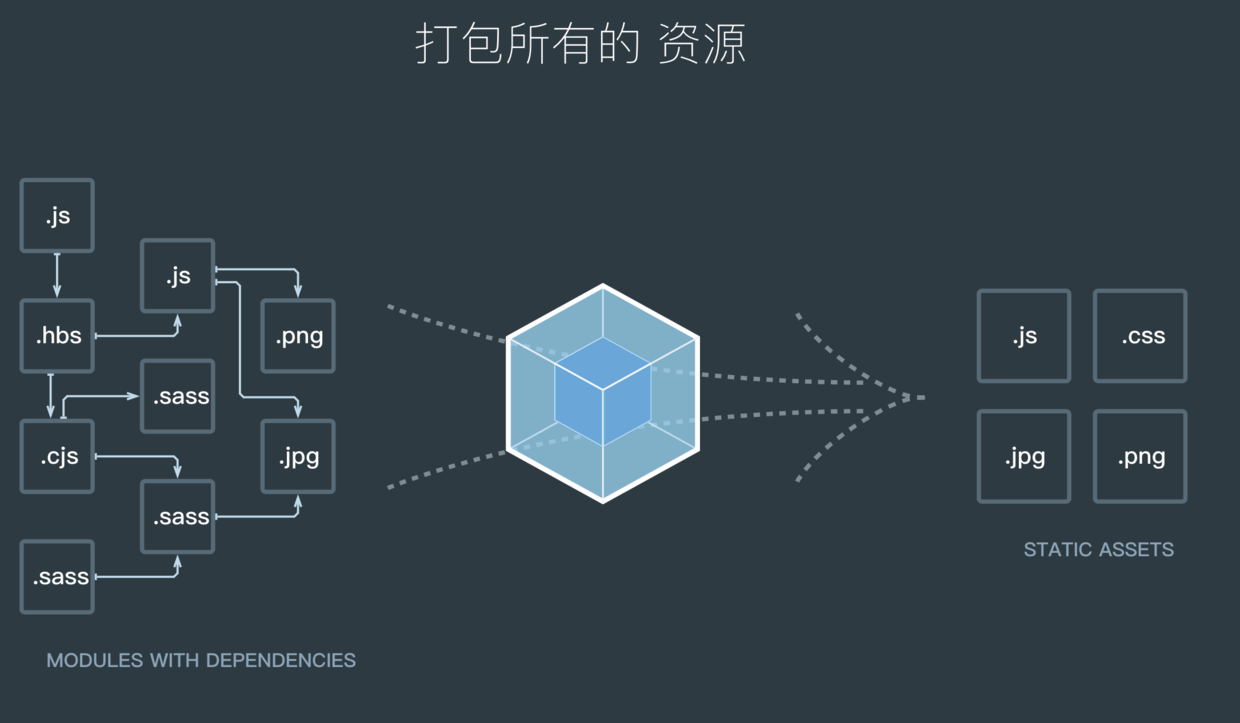 打包所有的 资源
.js
.js
.hbs
.png
.sass
.cjs
.jpg
.sass
.sass
MODULES WITH DEPENDENCIES
.js
.css
.jpg
.png
STATIC ASSETS